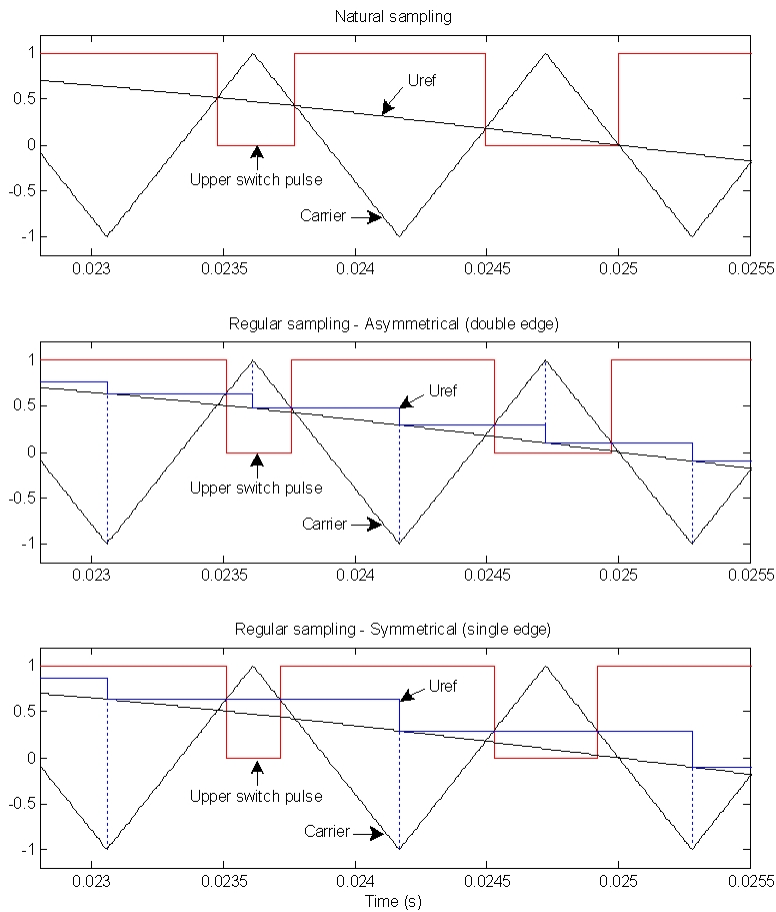 Natural sampling
1
0.5
0
-0.5
-1
Uref
Upper switch pulse
Carrier
0.023 0.0235 0.024 0.0245 0.025 0.0255
Regular sampling - Asymmetrical (double edge)
1
0.5
0
-0.5
-1
Uref
Upper switch pulse
Carrier
0.023 0.0235 0.024 0.0245 0.025 0.0255
Regular sampling - Symmetrical (single edge)
1
0.5
0
-0.5
-1
Uref
Upper switch pulse
Carrier
0.023 0.0235 0.024 0.0245 0.025 0.0255
Time (s)